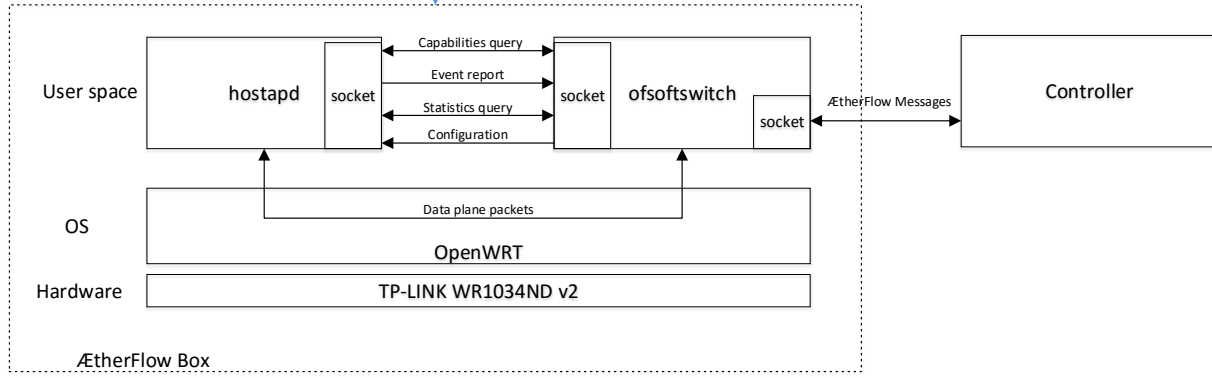 Capabilities query
Event report
User space
hostapd
socket
socket
ofsoftswitch
Statistics query
socket
ÆtherFlow Messages
Controller
Configuration
Data plane packets
OS
OpenWRT
Hardware
TP-LINK WR1034ND v2
ÆtherFlow Box